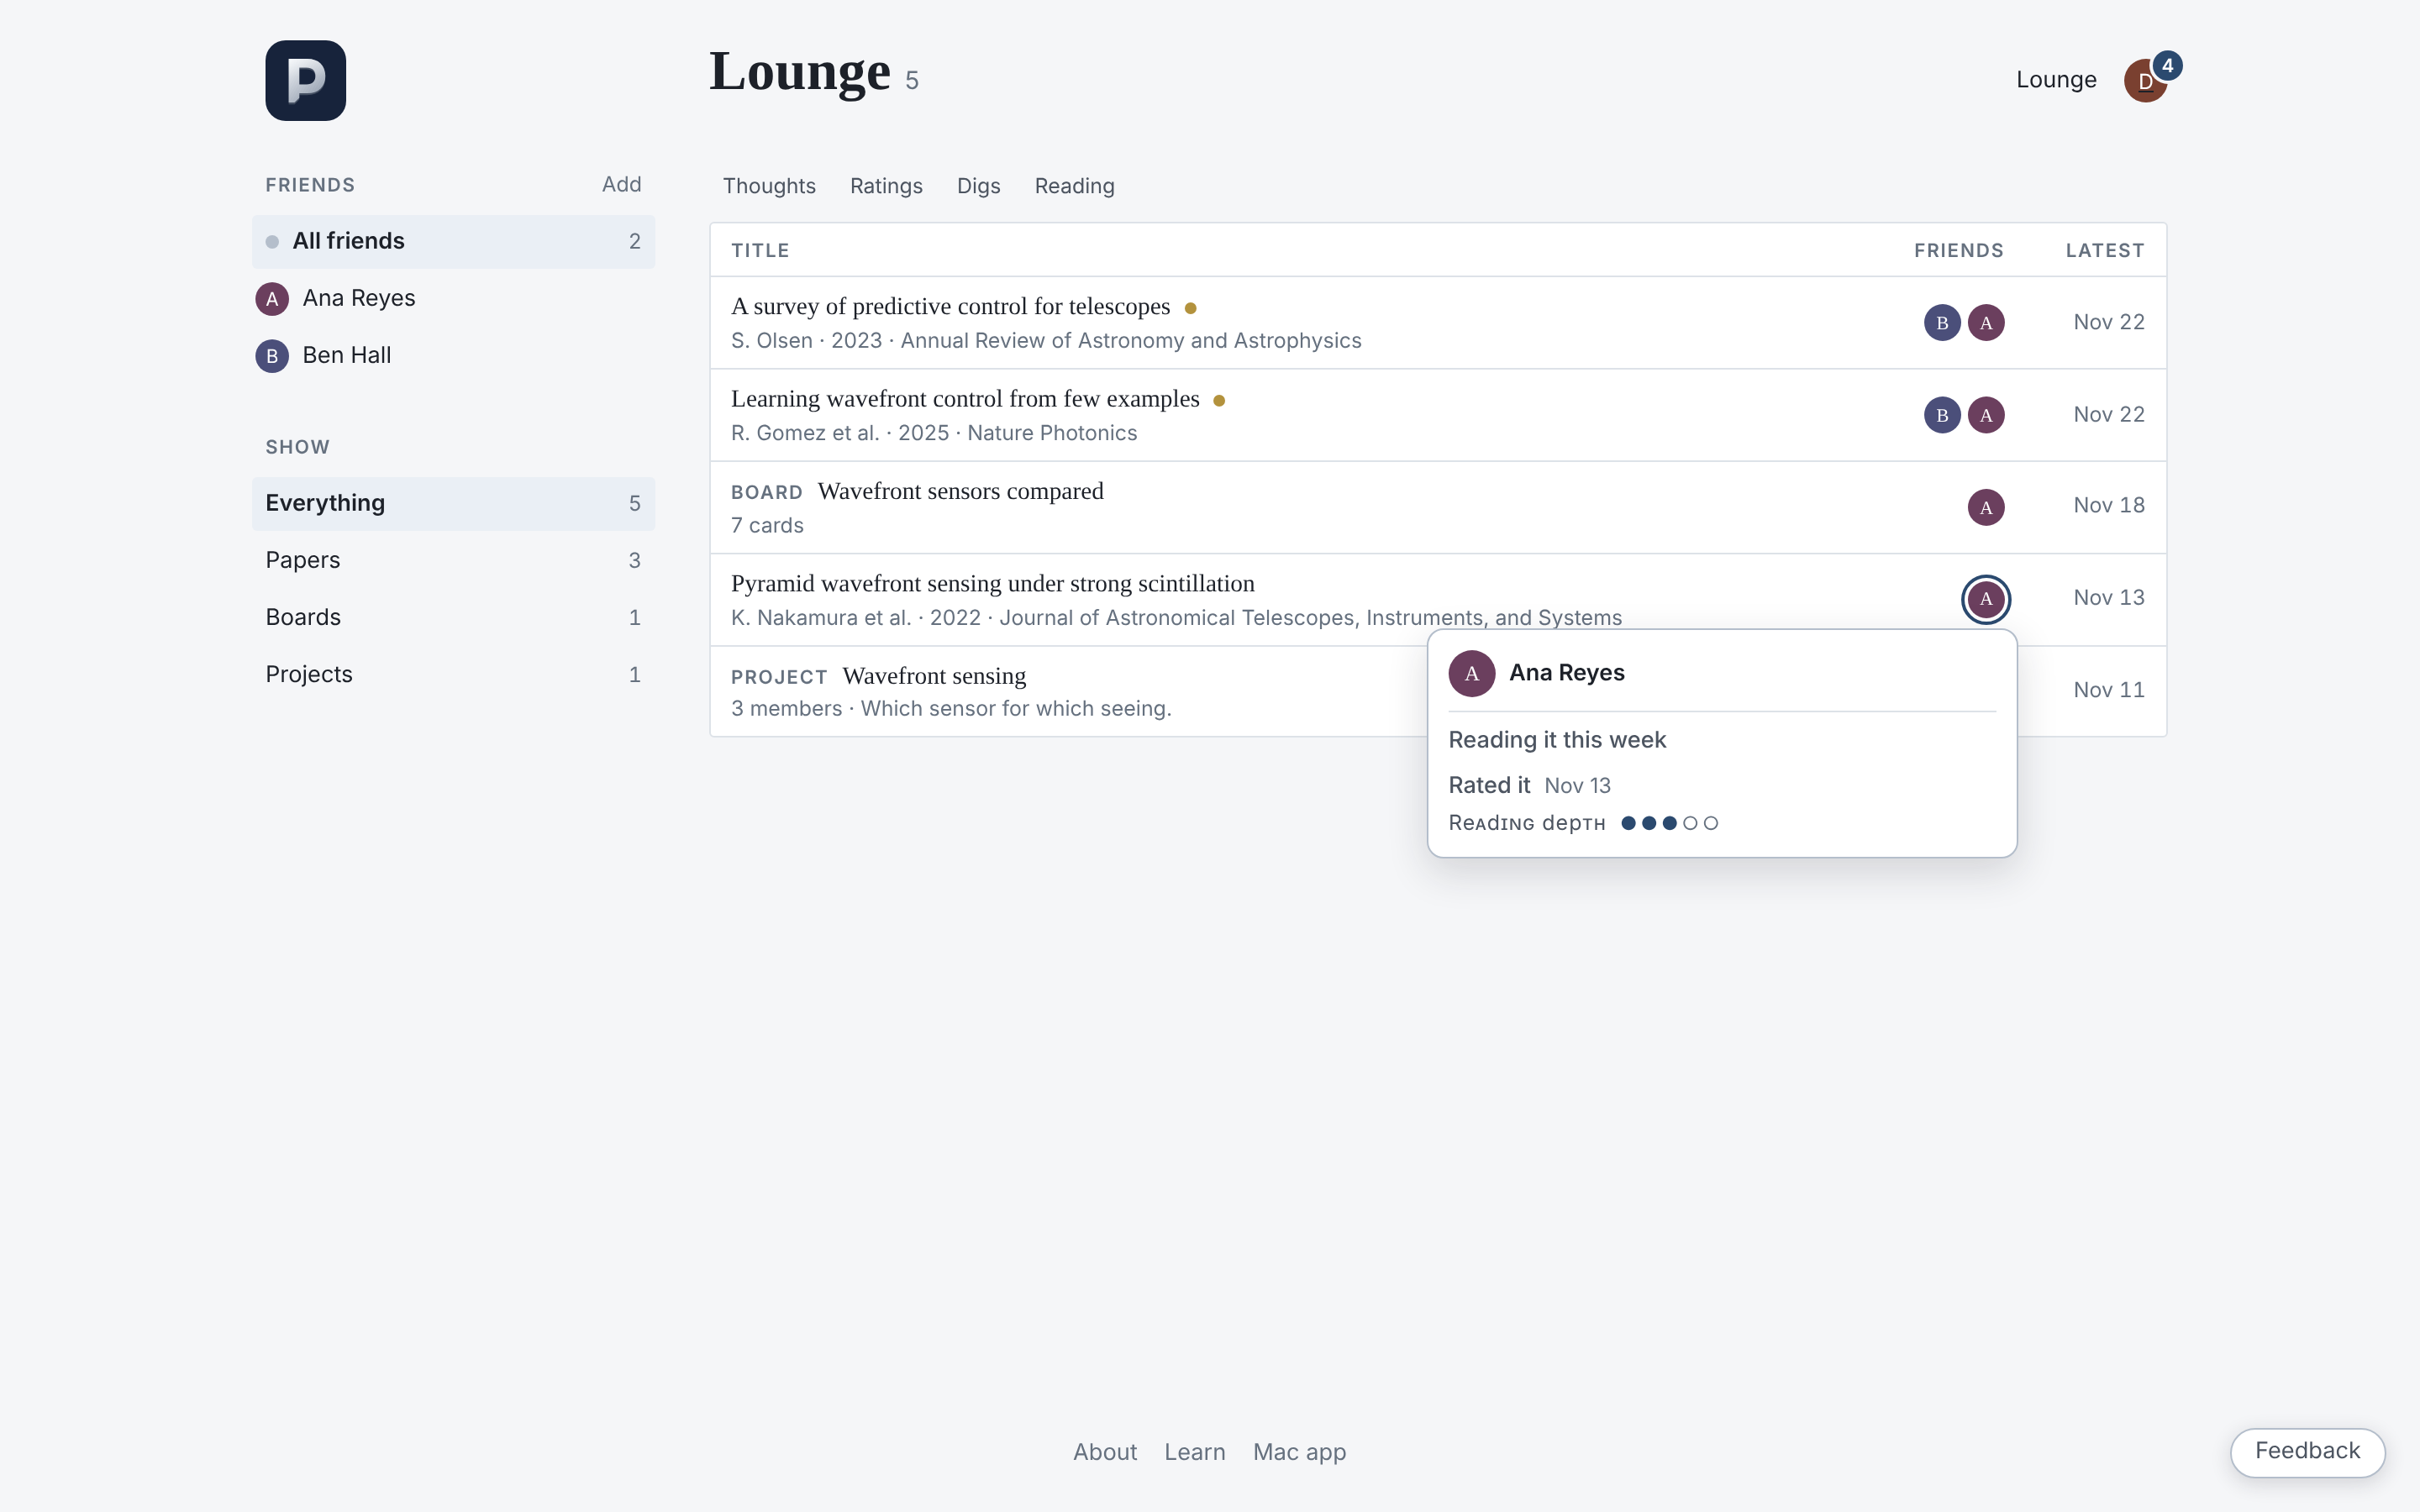 P
Lounge 5
Lounge
D
4
FRIENDS Add
All friends 2
A Ana Reyes
B Ben Hall
SHOW
Everything 5
Papers 3
Boards 1
Projects 1
Thoughts Ratings Digs Reading
TITLE FRIENDS LATEST
A survey of predictive control for telescopes
S. Olsen · 2023 · Annual Review of Astronomy and Astrophysics
B A Nov 22
Learning wavefront control from few examples
R. Gomez et al. · 2025 · Nature Photonics
B A Nov 22
BOARD Wavefront sensors compared
7 cards
A Nov 18
Pyramid wavefront sensing under strong scintillation
K. Nakamura et al. · 2022 · Journal of Astronomical Telescopes, Instruments, and Systems
A Nov 13
PROJECT Wavefront sensing
3 members · Which sensor for which seeing.
Nov 11
A Ana Reyes
Reading it this week
Rated it Nov 13
Reᴀdɪɴɢ depᴛʜ
About Learn Mac app
Feedback